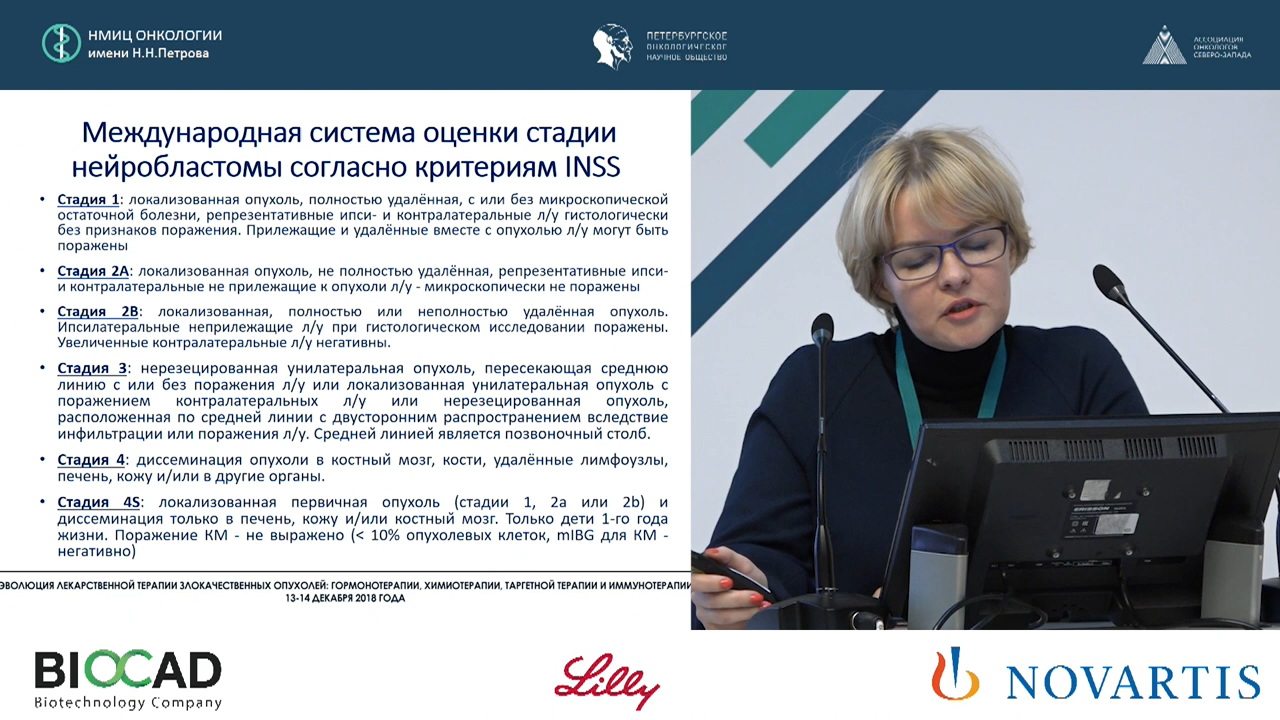 НМИЦ ОНКОЛОГИИ
имени Н.Н.Петрова
ПЕТЕРБУРГСКОЕ
ОНКОЛОГИЧЕСКОЕ
НАУЧНОЕ ОБЩЕСТВО
АССОЦИАЦИЯ
ОНКОЛОГОВ
СЕВЕРО-ЗАПАДА
Международная система оценки стадии
нейробластомы согласно критериям INSS
• Стадия 1: локализованная опухоль, полностью удалённая, с или без микроскопической
остаточной болезни, репрезентативные ипси- и контралатеральные л/у гистологически
без признаков поражения. Прилежащие и удалённые вместе с опухолью л/у могут быть
поражены
• Стадия 2А: локализованная опухоль, не полностью удалённая, репрезентативные ипси-
и контралатеральные не прилежащие к опухоли л/у - микроскопически не поражены
• Стадия 2В: локализованная, полностью или неполностью удалённая опухоль.
Ипсилатеральные неприлежащие л/у при гистологическом исследовании поражены.
Увеличенные контралатеральные л/у негативны.
• Стадия 3: нерезецированная унилатеральная опухоль, пересекающая среднюю
линию с или без поражения л/у или локализованная унилатеральная опухоль с
поражением контралатеральных л/у или нерезецированная опухоль,
расположенная по средней линии с двусторонним распространением вследствие
инфильтрации или поражения л/у. Средней линией является позвоночный столб.
• Стадия 4: диссеминация опухоли в костный мозг, кости, удалённые лимфоузлы,
печень, кожу и/или в другие органы.
• Стадия 4S: локализованная первичная опухоль (стадии 1, 2a или 2b) и
диссеминация только в печень, кожу и/или костный мозг. Только дети 1-го года
жизни. Поражение КМ - не выражено (< 10% опухолевых клеток, mIBG для КМ -
негативно)
ЭВОЛЮЦИЯ ЛЕКАРСТВЕННОЙ ТЕРАПИИ ЗЛОКАЧЕСТВЕННЫХ ОПУХОЛЕЙ: ГОРМОНОТЕРАПИИ, ХИМИОТЕРАПИИ, ТАРГЕТНОЙ ТЕРАПИИ И ИММУНОТЕРАПИИ
13-14 ДЕКАБРЯ 2018 ГОДА
ERISSON
BIOCAD
Biotechnology Company
Lilly
NOVARTIS